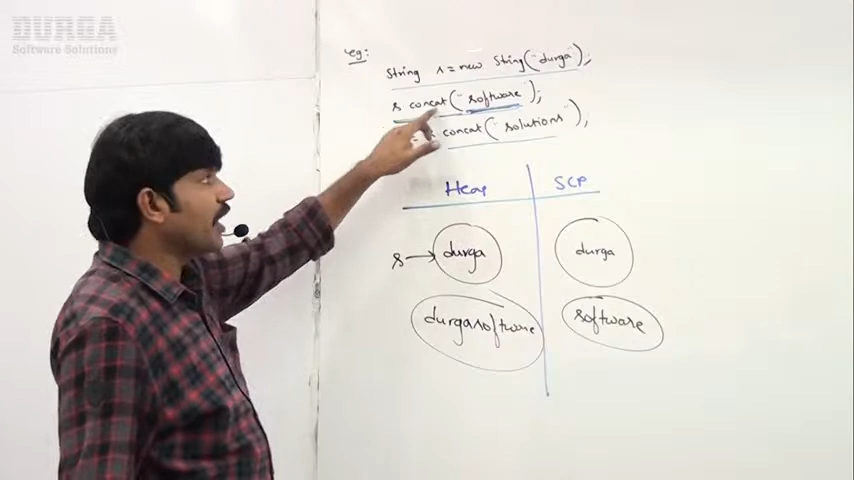 DURGA
Software Solutions
eg:
String s = new String("durga");
s concat("software");
= s concat("solutions");
Heap SCP
s → durga durga
durgasoftware software